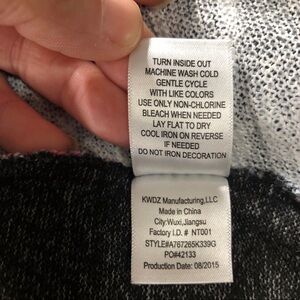 TURN INSIDE OUT
MACHINE WASH COLD
GENTLE CYCLE
WITH LIKE COLORS
USE ONLY NON-CHLORINE
BLEACH WHEN NEEDED
LAY FLAT TO DRY
COOL IRON ON REVERSE
IF NEEDED
DO NOT IRON DECORATION
KWDZ Manufacturing,LLC
Made in China
City:Wuxi,Jiangsu
Factory I.D. # NT001
STYLE#A767265K339G
PO#42133
Production Date: 08/2015